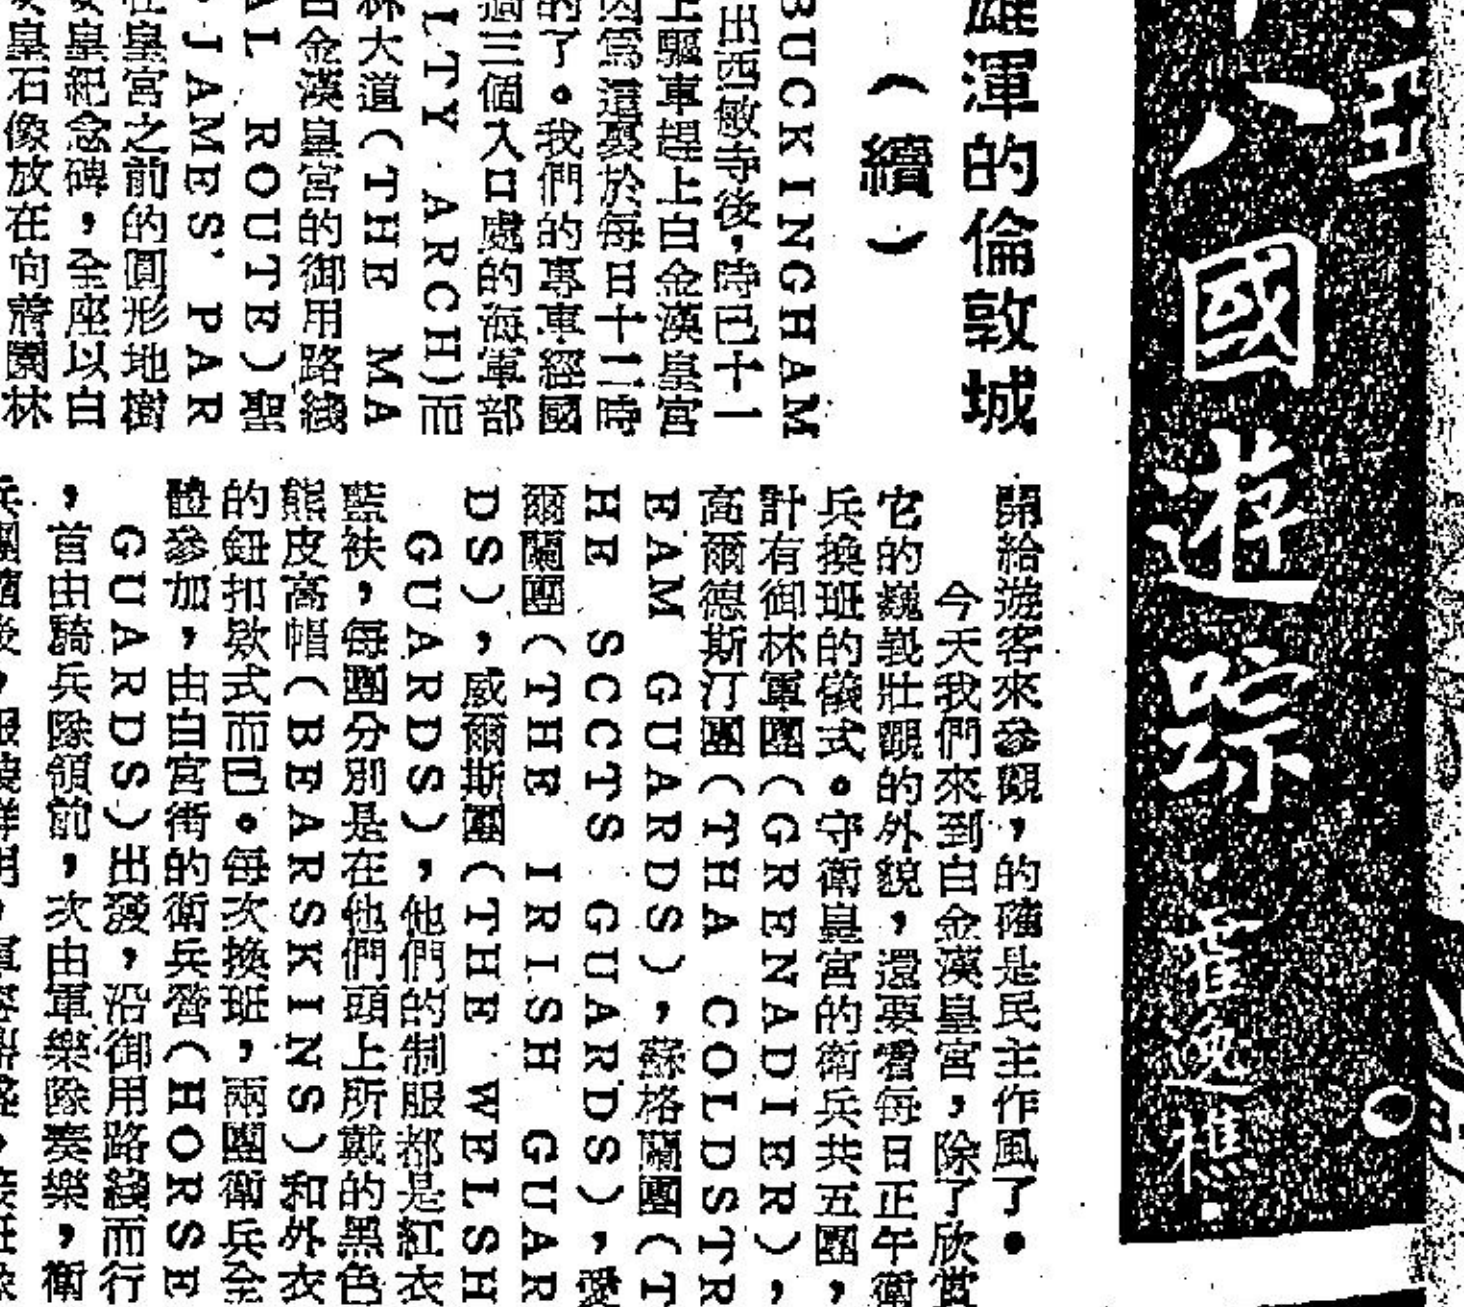 八國遊踪
霍逸樵
雄渾的倫敦城
（續）
BUCKINGHAM
出西敏寺後，時已十一
上驅車趕上白金漢皇宮
因為還要於每日十二時
的了。我們的專車經國
過三個入口處的海軍部
LTY ARCH)而
林大道(THE MA
白金漢皇宮的御用路綫
AL ROUTE)聖
JAMES' PAR
在皇宮之前的圓形地樹
女皇紀念碑，全座以白
女皇石像放在向着園林
開給遊客來參觀，的確是民主作風了。
今天我們來到白金漢皇宮，除了欣賞
它的巍峩壯觀的外貌，還要看每日正午衛
兵換班的儀式。守衛皇宮的衛兵共五團，
計有御林軍團(GRENADIER)，
高爾德斯汀團(THA COLDSTR
EAM GUARDS)，蘇格蘭團(T
HE SCCTS GUARDS)，愛
爾蘭團(THE IRISH GUAR
DS)，威爾斯團(THE WELSH
GUARDS)，他們的制服都是紅衣
藍袂，每團分別是在他們頭上所戴的黑色
熊皮高帽(BEARSKINS)和外衣
的鈕扣欵式而已。每次換班，兩團衛兵全
體參加，由白宮衛的衛兵營(HORSE
GUARDS)出發，沿御用路綫而行
，首由騎兵隊領前，次由軍樂隊奏樂，衛